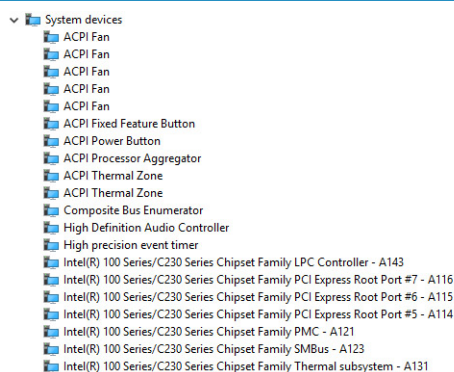 System devices
ACPI Fan
ACPI Fan
ACPI Fan
ACPI Fan
ACPI Fan
ACPI Fixed Feature Button
ACPI Power Button
ACPI Processor Aggregator
ACPI Thermal Zone
ACPI Thermal Zone
Composite Bus Enumerator
High Definition Audio Controller
High precision event timer
Intel(R) 100 Series/C230 Series Chipset Family LPC Controller - A143
Intel(R) 100 Series/C230 Series Chipset Family PCI Express Root Port #7 - A116
Intel(R) 100 Series/C230 Series Chipset Family PCI Express Root Port #6 - A115
Intel(R) 100 Series/C230 Series Chipset Family PCI Express Root Port #5 - A114
Intel(R) 100 Series/C230 Series Chipset Family PMC - A121
Intel(R) 100 Series/C230 Series Chipset Family SMBus - A123
Intel(R) 100 Series/C230 Series Chipset Family Thermal subsystem - A131